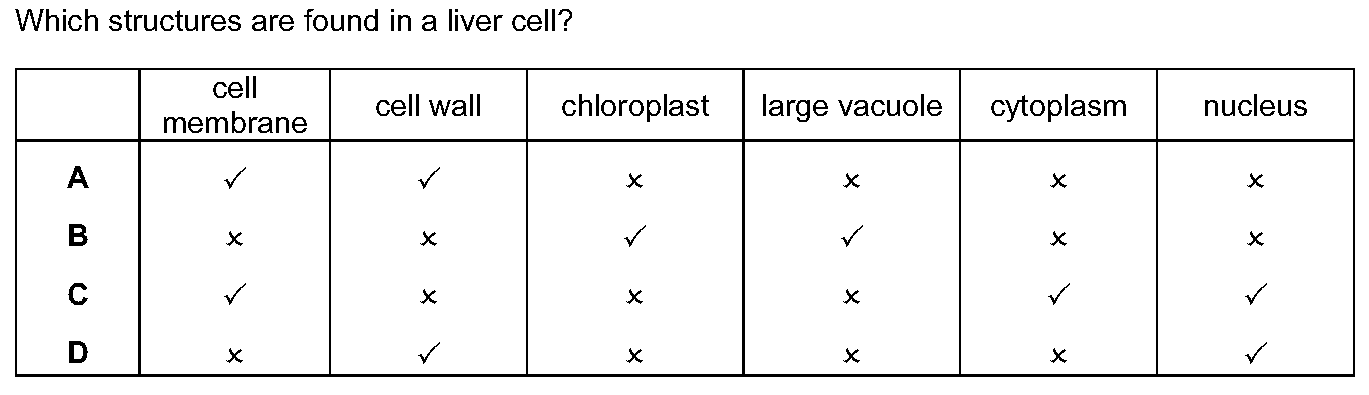 Which structures are found in a liver cell?
cell membrane cell wall chloroplast large vacuole cytoplasm nucleus
A ✓ ✓ x x x x
B x x ✓ ✓ x x
C ✓ x x x ✓ ✓
D x ✓ x x x ✓